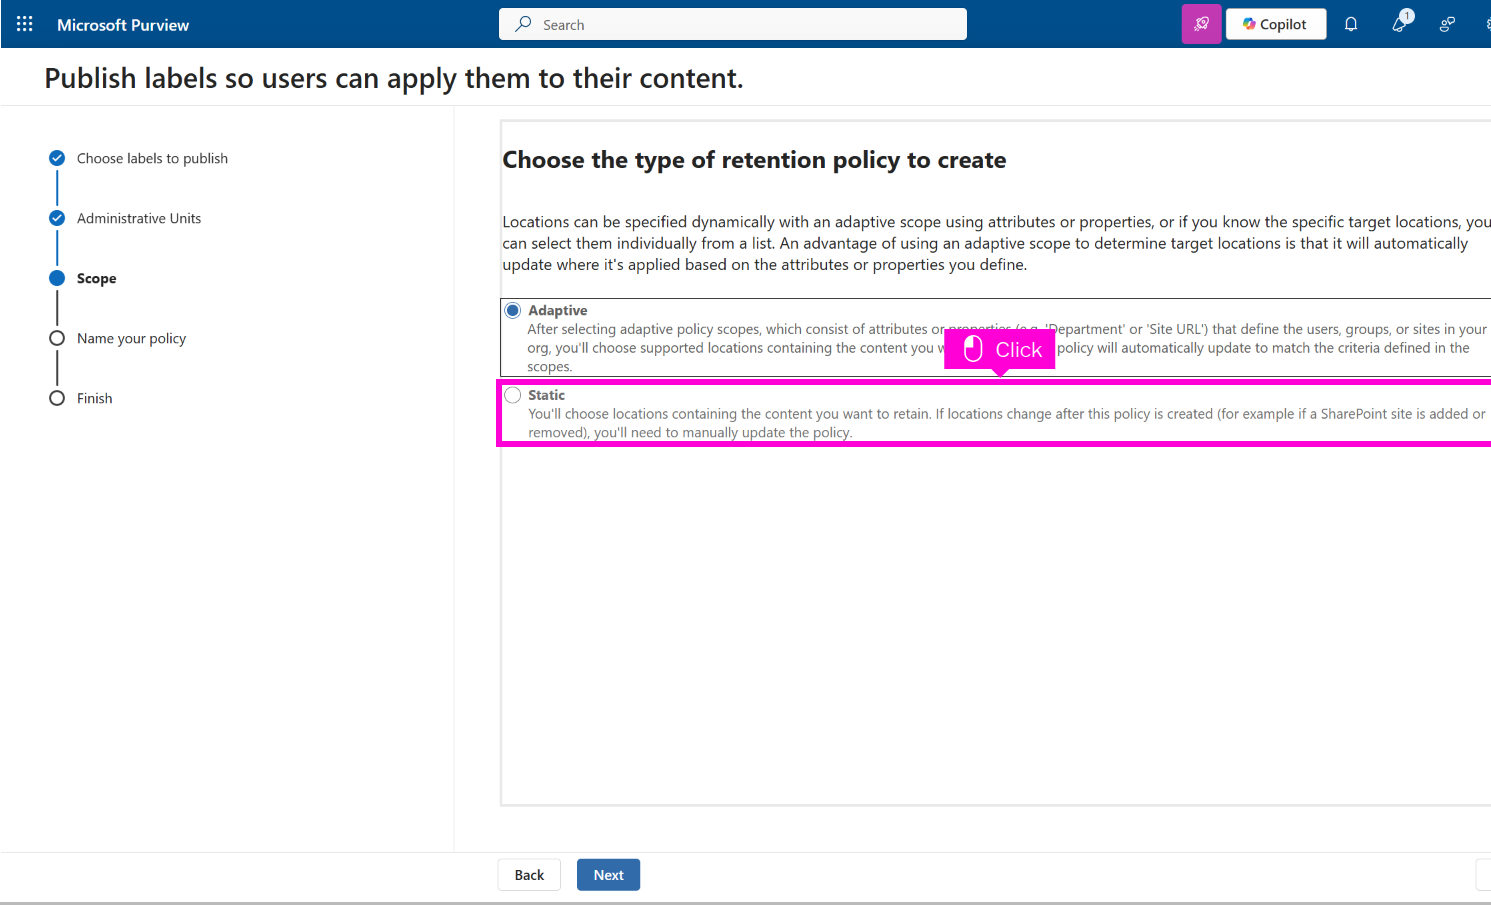 Microsoft Purview
Search
Copilot
1
Publish labels so users can apply them to their content.
Choose labels to publish
Administrative Units
Scope
Name your policy
Finish
Choose the type of retention policy to create
Locations can be specified dynamically with an adaptive scope using attributes or properties, or if you know the specific target locations, you
can select them individually from a list. An advantage of using an adaptive scope to determine target locations is that it will automatically
update where it's applied based on the attributes or properties you define.
Adaptive
After selecting adaptive policy scopes, which consist of attributes or properties (e.g. 'Department' or 'Site URL') that define the users, groups, or sites in your
org, you'll choose supported locations containing the content you policy will automatically update to match the criteria defined in the
scopes.
Click
Static
You'll choose locations containing the content you want to retain. If locations change after this policy is created (for example if a SharePoint site is added or
removed), you'll need to manually update the policy.
Back
Next